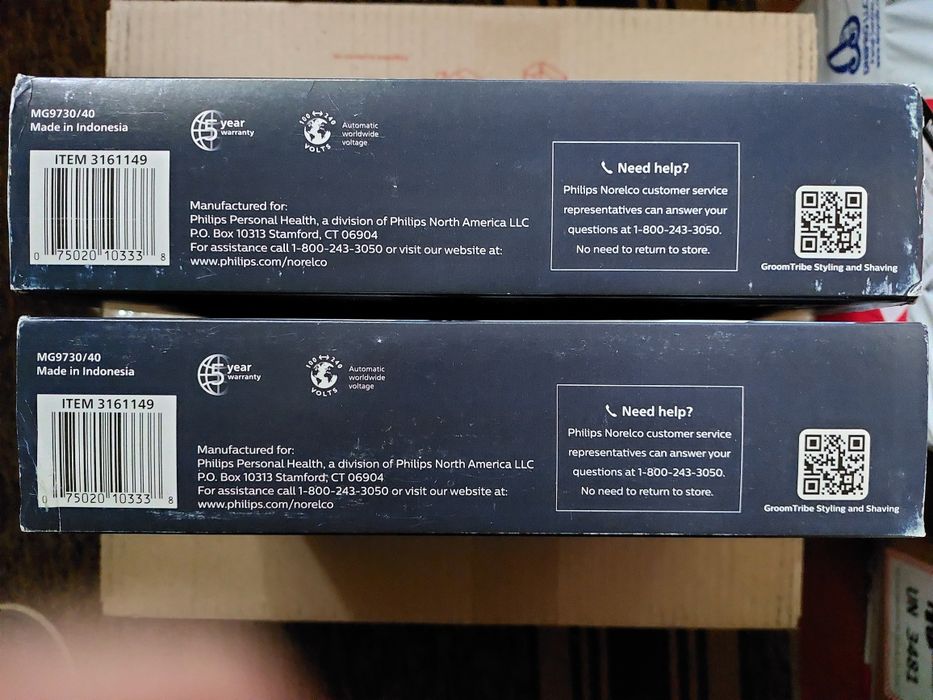 MG9730/40
Made in Indonesia
ITEM 3161149
0 75020 10333 8
5 year
warranty
100 ↔ 240
VOLTS
Automatic
worldwide
voltage
Manufactured for:
Philips Personal Health, a division of Philips North America LLC
P.O. Box 10313 Stamford, CT 06904
For assistance call 1-800-243-3050 or visit our website at:
www.philips.com/norelco
Need help?
Philips Norelco customer service
representatives can answer your
questions at 1-800-243-3050.
No need to return to store.
GroomTribe Styling and Shaving
MG9730/40
Made in Indonesia
ITEM 3161149
0 75020 10333 8
5 year
warranty
100 ↔ 240
VOLTS
Automatic
worldwide
voltage
Manufactured for:
Philips Personal Health, a division of Philips North America LLC
P.O. Box 10313 Stamford, CT 06904
For assistance call 1-800-243-3050 or visit our website at:
www.philips.com/norelco
Need help?
Philips Norelco customer service
representatives can answer your
questions at 1-800-243-3050.
No need to return to store.
GroomTribe Styling and Shaving
UN 3481